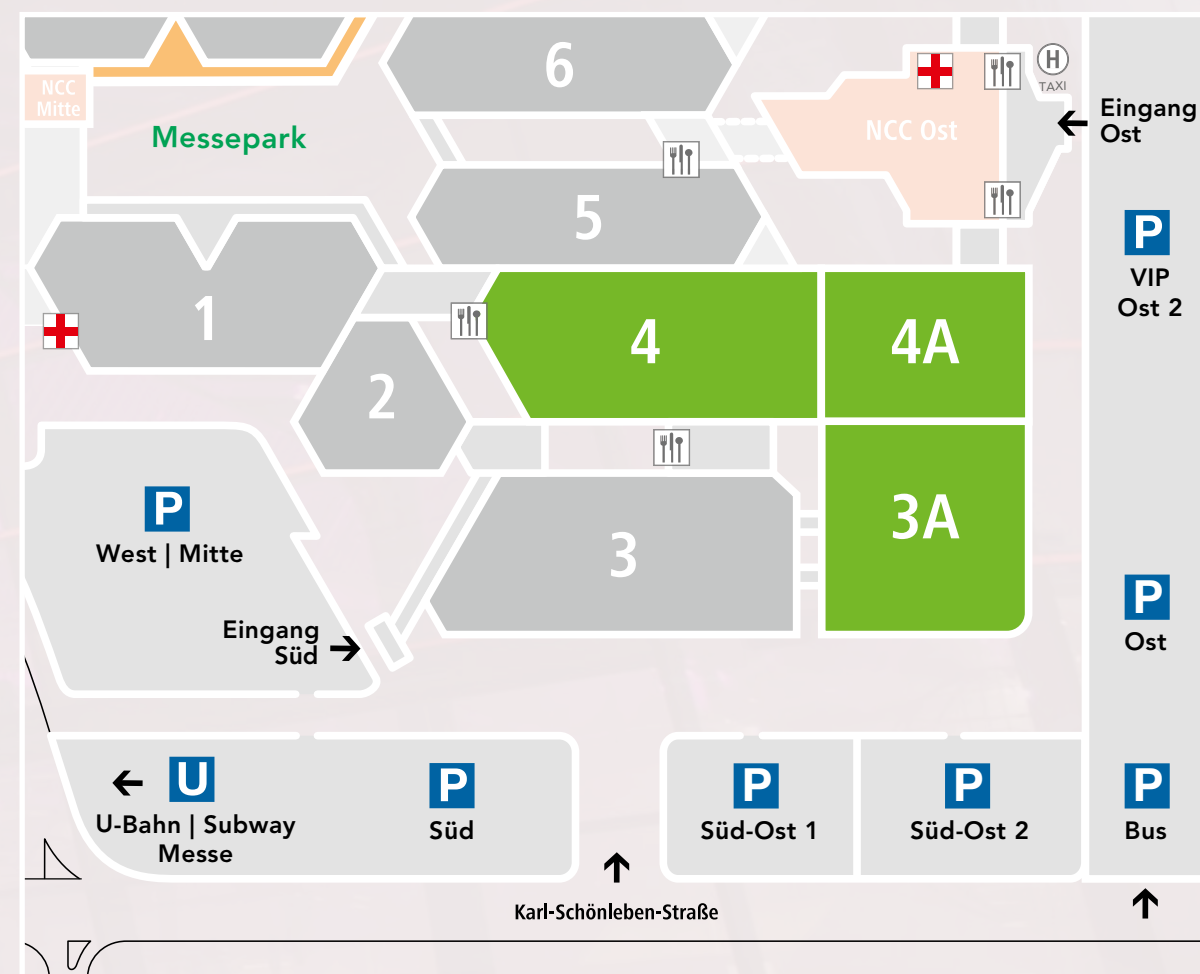 6
H
TAXI
NCC
Mitte
Messepark
NCC Ost
Eingang
Ost
5
P
VIP
Ost 2
1
4
4A
2
3A
P
West | Mitte
3
P
Ost
Eingang
Süd
U
U-Bahn | Subway
Messe
P
Süd
P
Süd-Ost 1
P
Süd-Ost 2
P
Bus
Karl-Schönleben-Straße